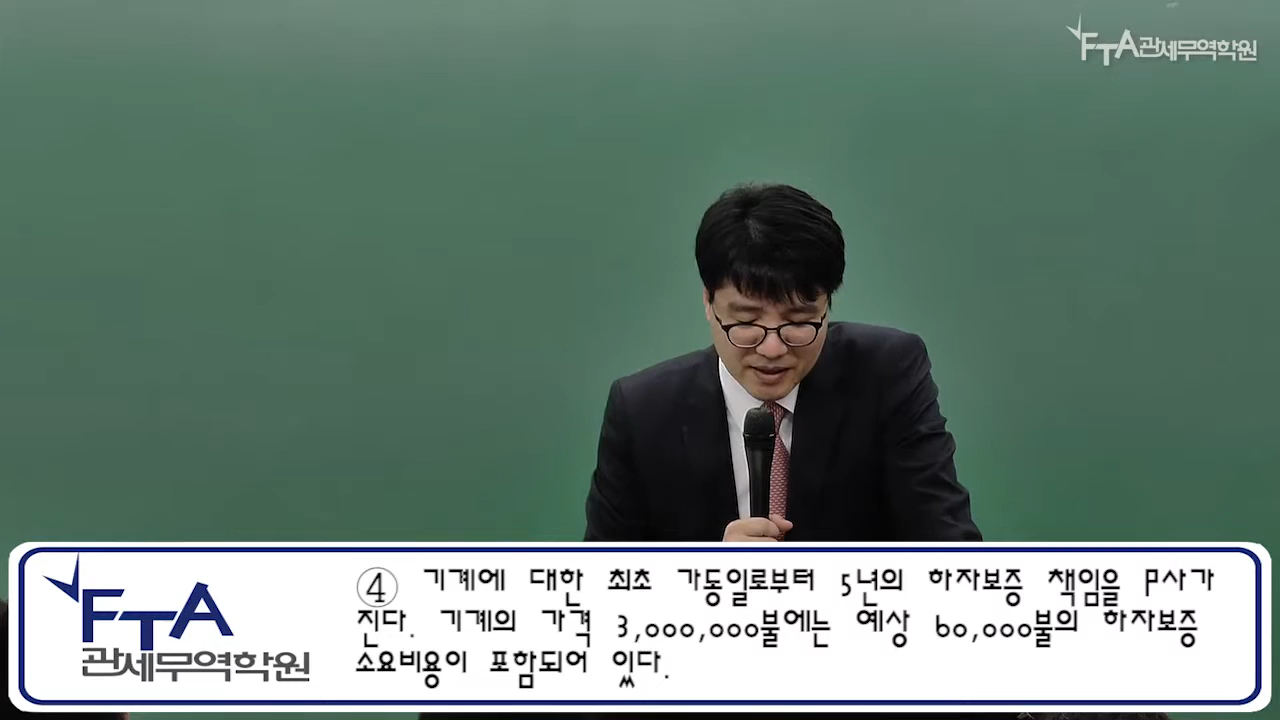 FTA관세무역학원
FTA
관세무역학원
④ 기계에 대한 최초 가동일로부터 5년의 하자보증 책임을 P사가
진다. 기계의 가격 3,000,000불에는 예상 60,000불의 하자보증
소요비용이 포함되어 있다.